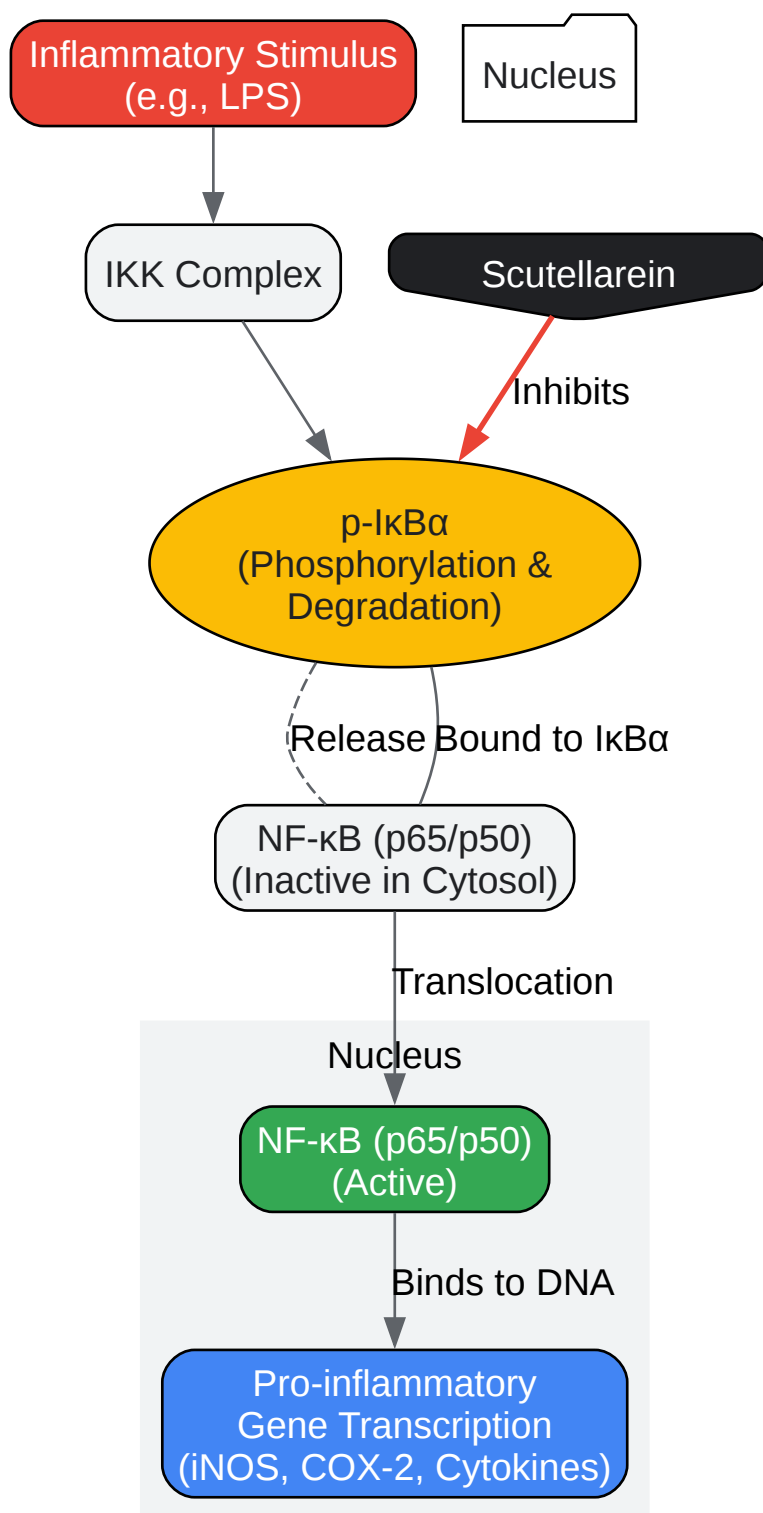 Inflammatory Stimulus
(e.g., LPS)
Nucleus
IKK Complex
Scutellarein
Inhibits
p-IκBα
(Phosphorylation &
Degradation)
Release
Bound to IκBα
NF-κB (p65/p50)
(Inactive in Cytosol)
Translocation
Nucleus
NF-κB (p65/p50)
(Active)
Binds to DNA
Pro-inflammatory
Gene Transcription
(iNOS, COX-2, Cytokines)